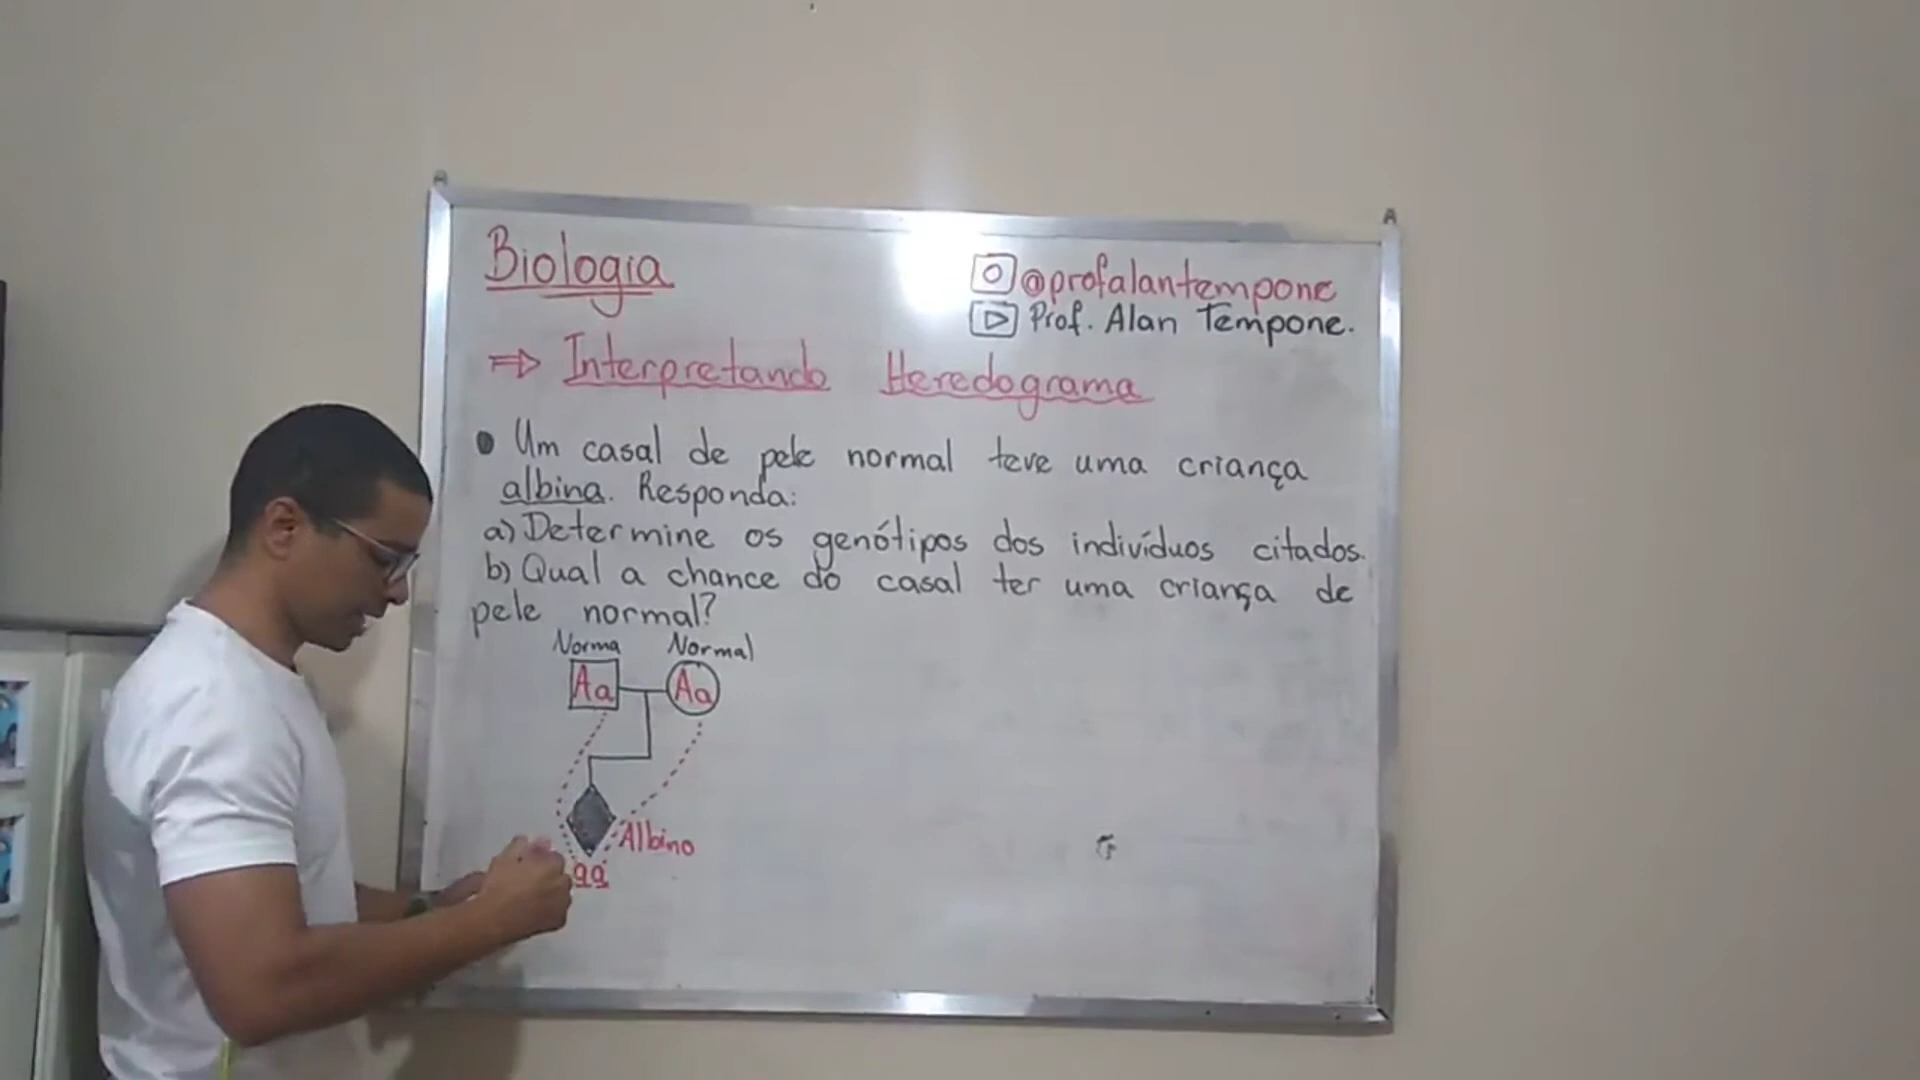 Biologia
@profalantempone
Prof. Alan Tempone.
⇒ Interpretando Heredograma
• Um casal de pele normal teve uma criança
albina. Responda:
a) Determine os genótipos dos indivíduos citados.
b) Qual a chance do casal ter uma criança de
pele normal?
Norma Normal
Aa Aa
Albino
aa